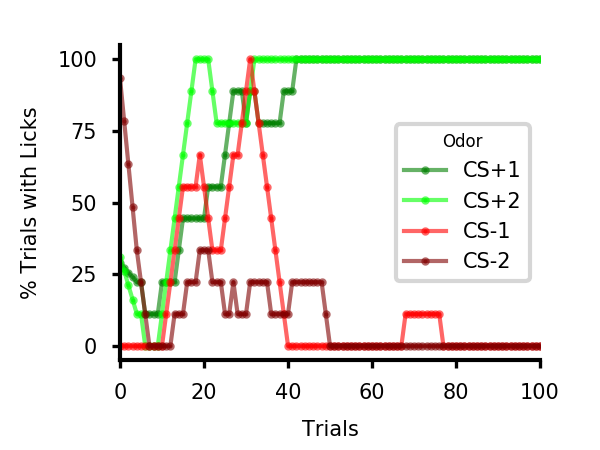 % Trials with Licks
100
75
50
25
0
Odor
CS+1
CS+2
CS-1
CS-2
0 20 40 60 80 100
Trials